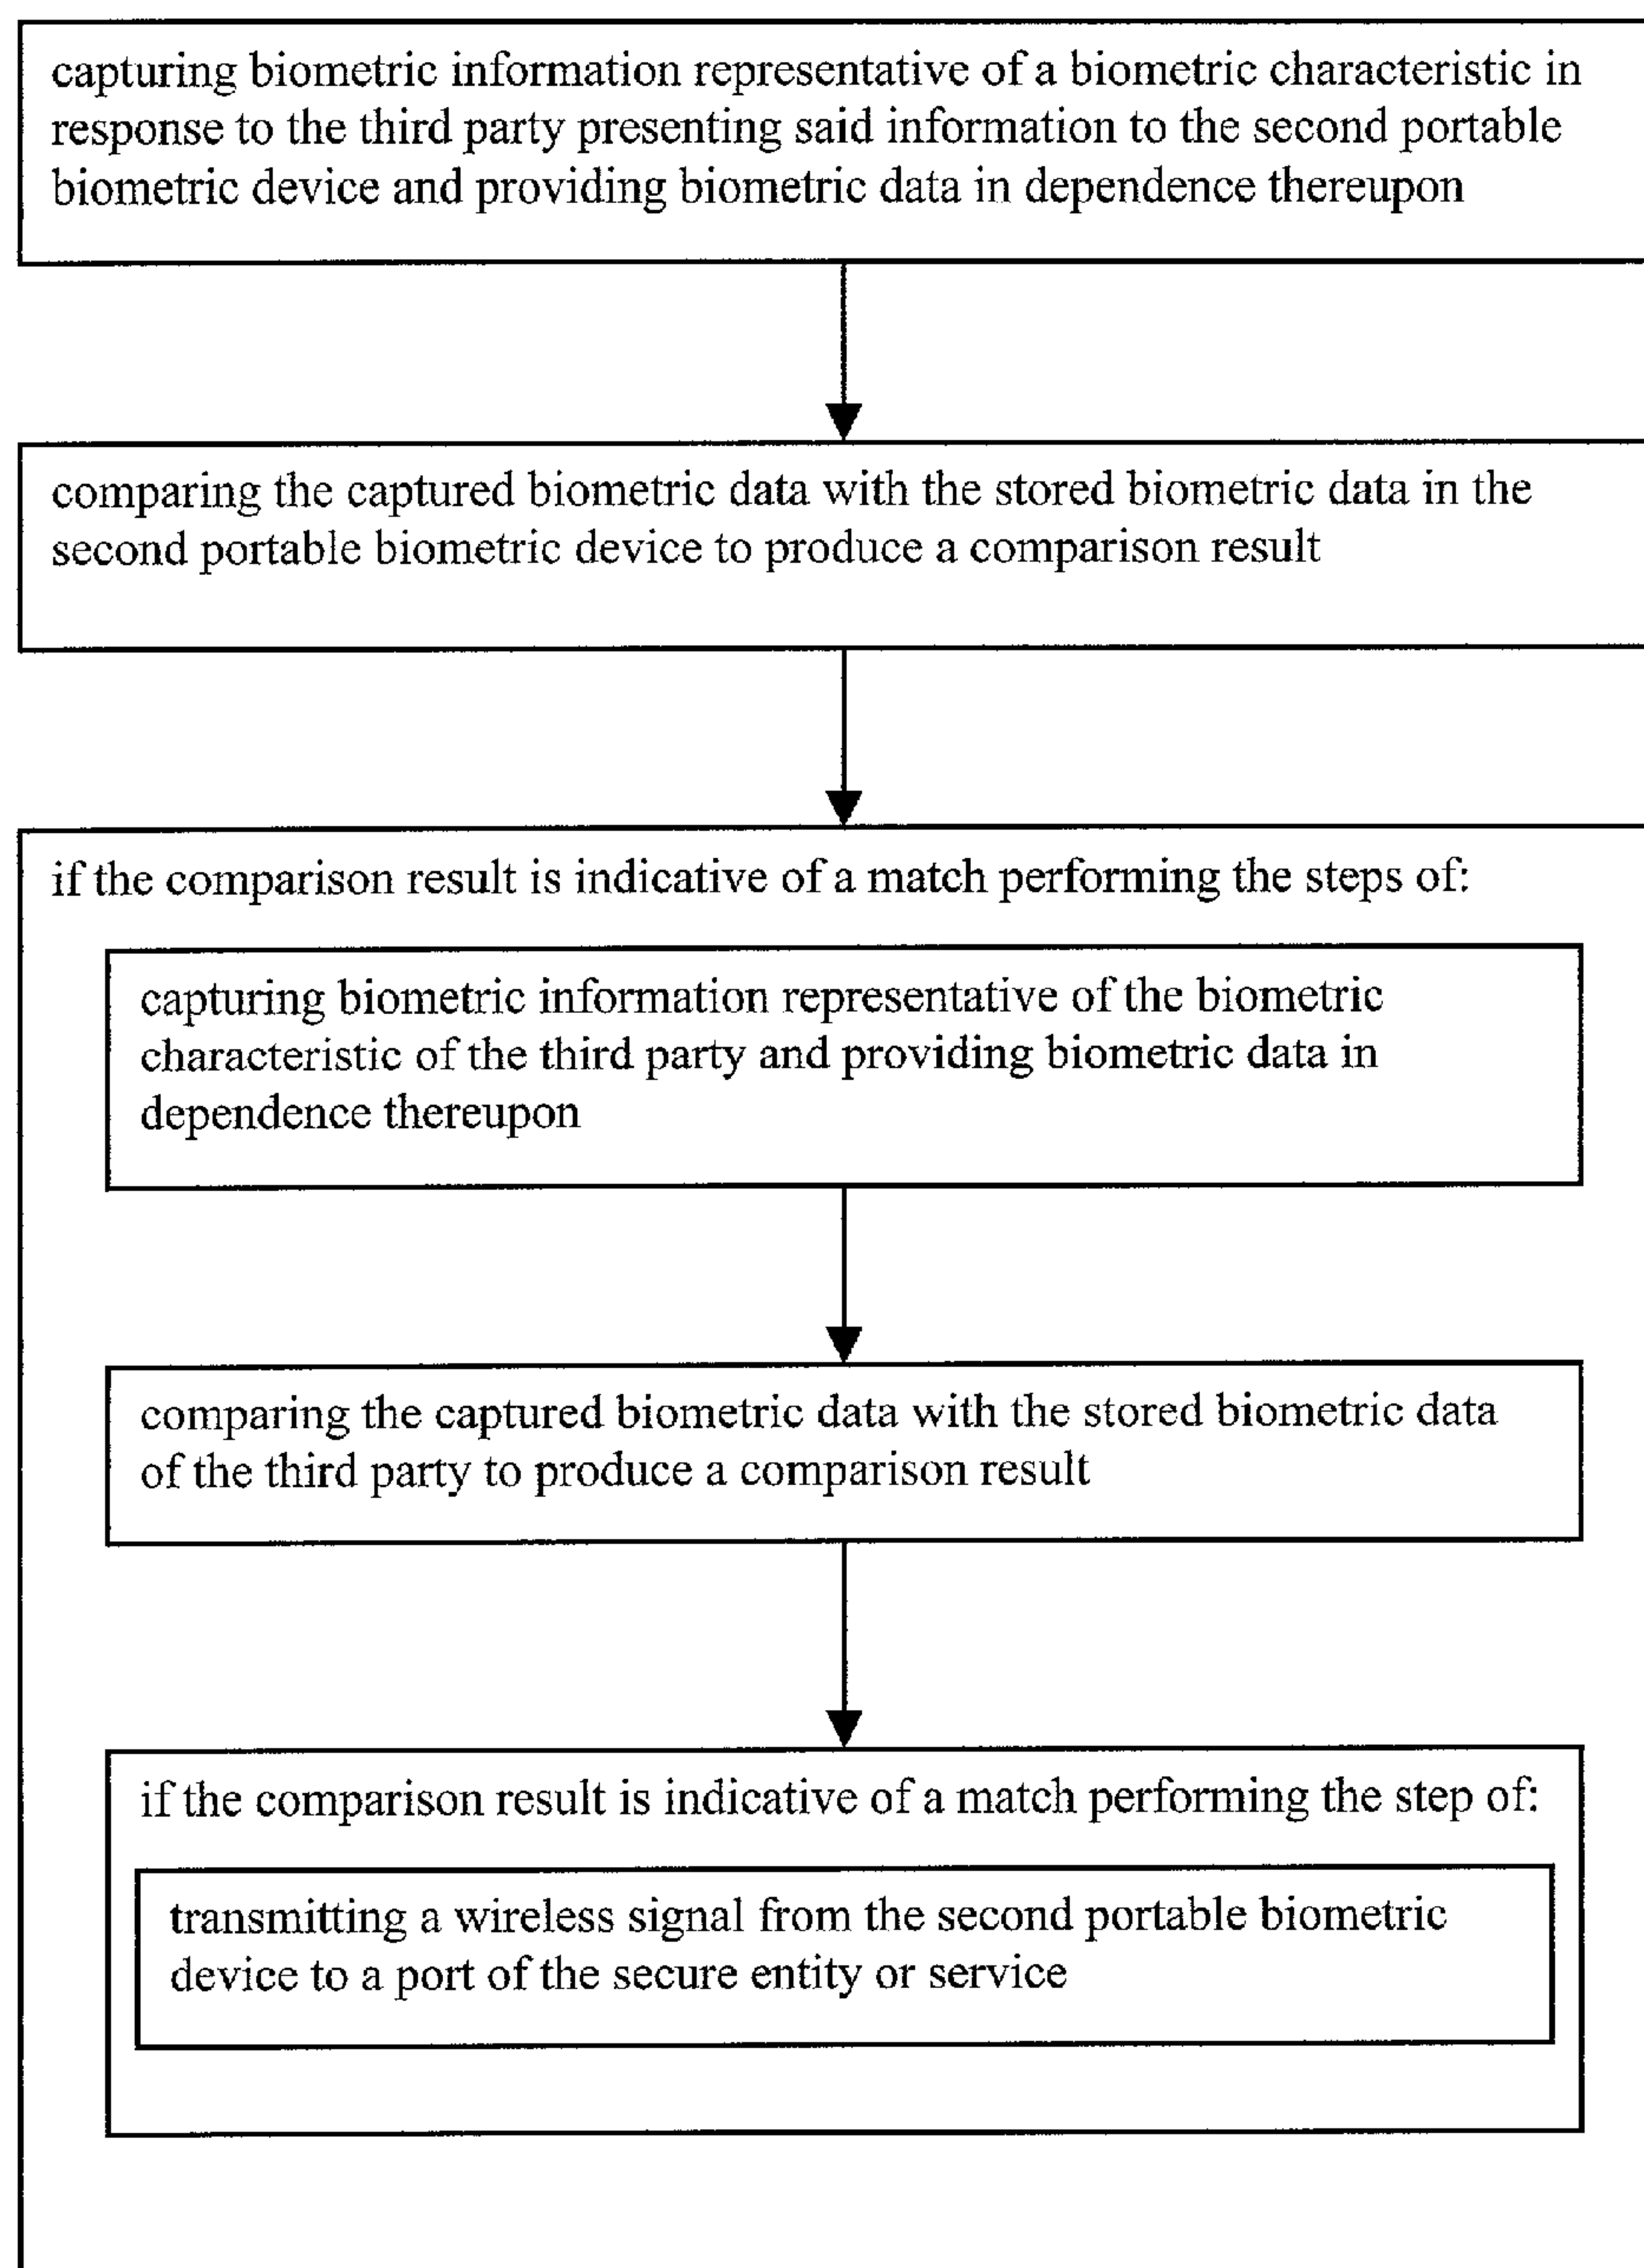 capturing biometric information representative of a biometric characteristic in
response to the third party presenting said information to the second portable
biometric device and providing biometric data in dependence thereupon
comparing the captured biometric data with the stored biometric data in the
second portable biometric device to produce a comparison result
if the comparison result is indicative of a match performing the steps of:
capturing biometric information representative of the biometric
characteristic of the third party and providing biometric data in
dependence thereupon
comparing the captured biometric data with the stored biometric data
of the third party to produce a comparison result
if the comparison result is indicative of a match performing the step of:
transmitting a wireless signal from the second portable biometric
device to a port of the secure entity or service